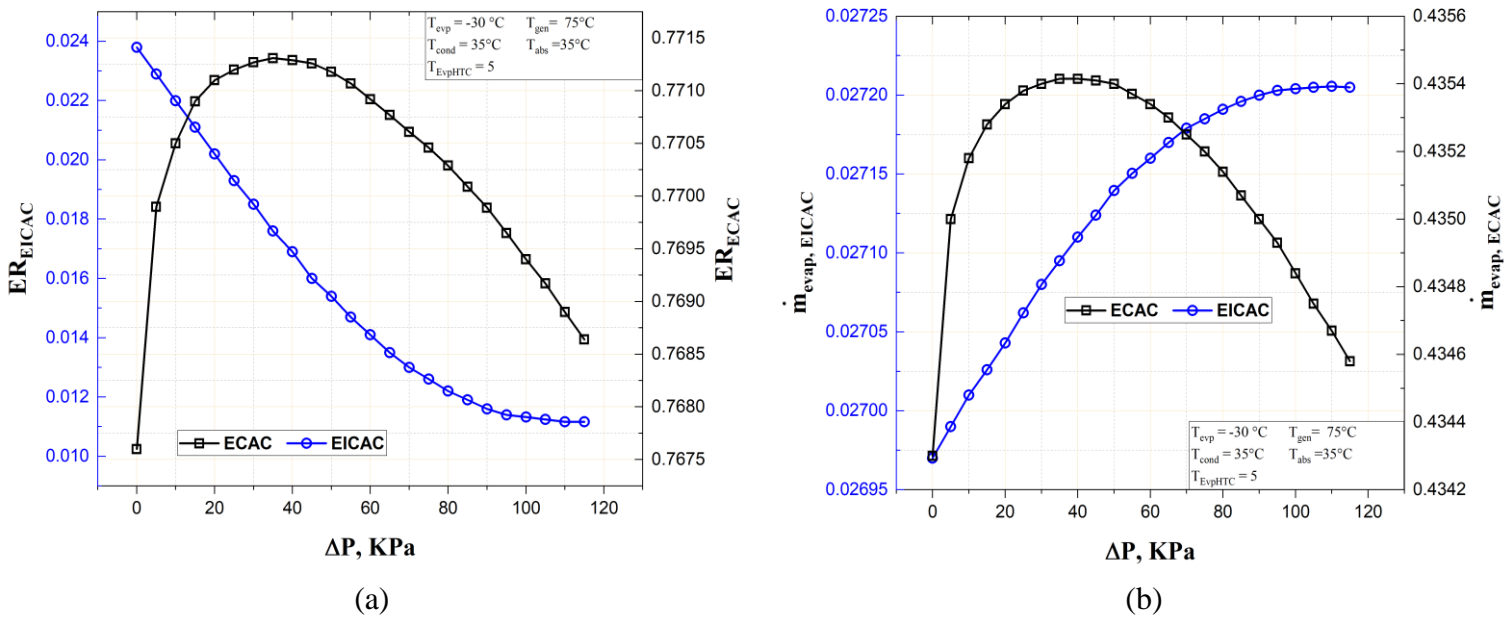 0.024
0.022
0.020
0.018
0.016
0.014
0.012
0.010
ER_EICAC
T_evp = -30 °C T_gen = 75°C
T_cond = 35°C T_abs =35°C
T_EvpHTC = 5
ECAC EICAC
0.7715
0.7710
0.7705
0.7700
0.7695
0.7690
0.7685
0.7680
0.7675
ER_ECAC
0 20 40 60 80 100 120
ΔP, KPa
(a)
0.02725
0.02720
0.02715
0.02710
0.02705
0.02700
0.02695
ṁ_evap, EICAC
ECAC EICAC
T_evp = -30 °C T_gen = 75°C
T_cond = 35°C T_abs =35°C
T_EvpHTC = 5
0.4356
0.4354
0.4352
0.4350
0.4348
0.4346
0.4344
0.4342
ṁ_evap, ECAC
0 20 40 60 80 100 120
ΔP, KPa
(b)